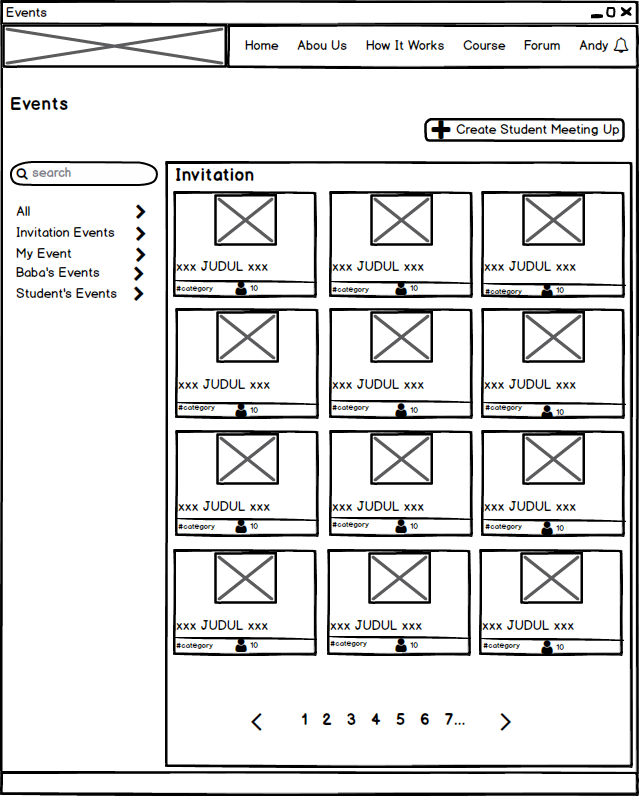 Events
Home Abou Us How It Works Course Forum Andy
Events
Create Student Meeting Up
search
All
Invitation Events
My Event
Baba's Events
Student's Events
Invitation
xxx JUDUL xxx xxx JUDUL xxx xxx JUDUL xxx
#category 10 #category 10 #category 10
xxx JUDUL xxx xxx JUDUL xxx xxx JUDUL xxx
#category 10 #category 10 #category 10
xxx JUDUL xxx xxx JUDUL xxx xxx JUDUL xxx
#category 10 #category 10 #category 10
xxx JUDUL xxx xxx JUDUL xxx xxx JUDUL xxx
#category 10 #category 10 #category 10
1 2 3 4 5 6 7...